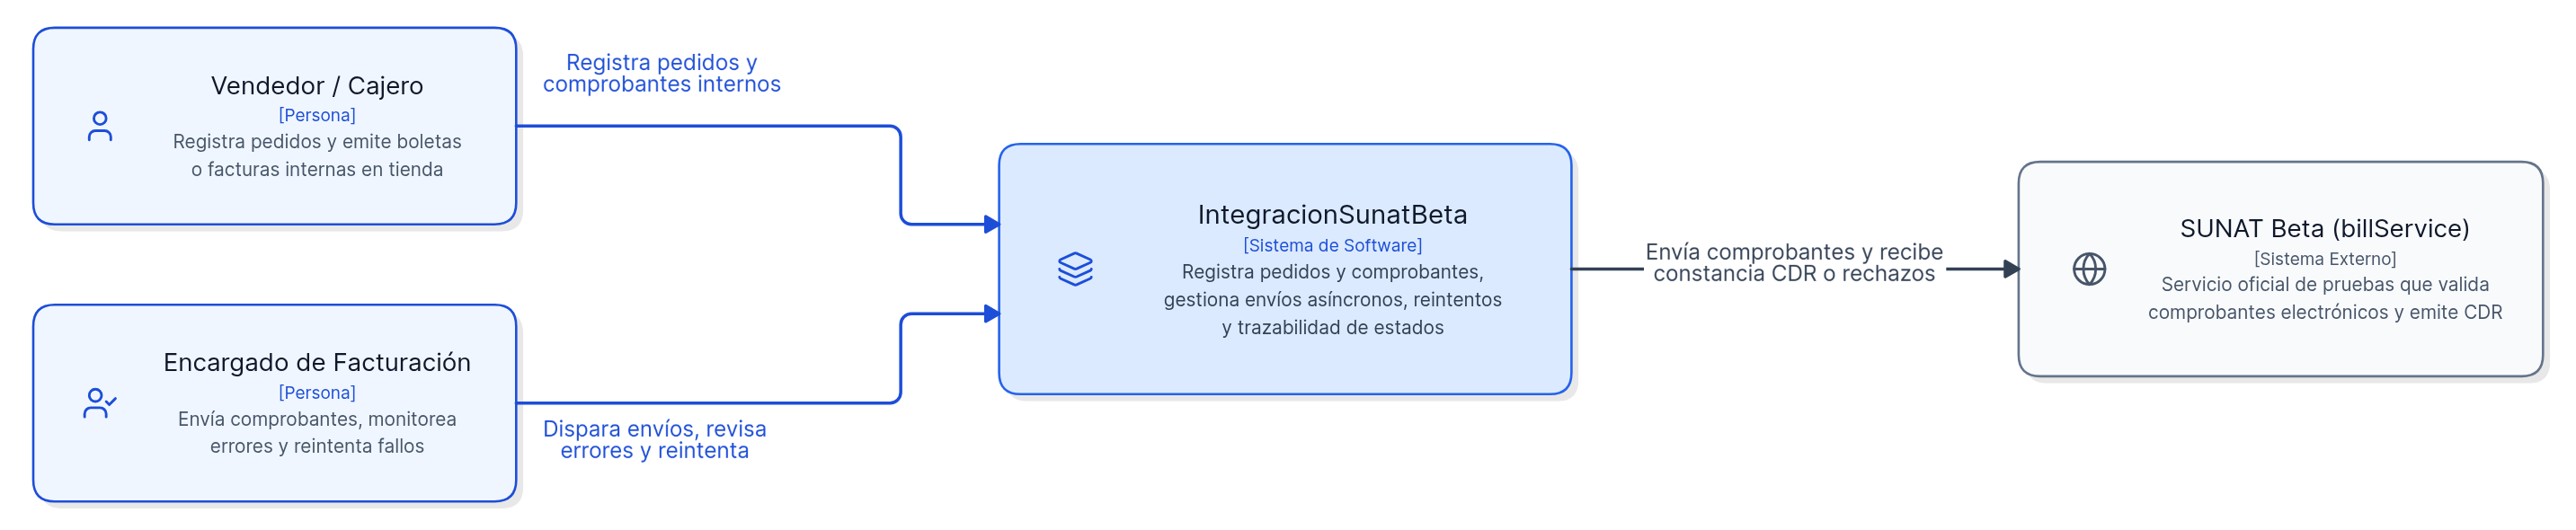 Vendedor / Cajero
[Persona]
Registra pedidos y emite boletas
o facturas internas en tienda
Registra pedidos y
comprobantes internos
Encargado de Facturación
[Persona]
Envía comprobantes, monitorea
errores y reintenta fallos
Dispara envíos, revisa
errores y reintenta
IntegracionSunatBeta
[Sistema de Software]
Registra pedidos y comprobantes,
gestiona envíos asíncronos, reintentos
y trazabilidad de estados
Envía comprobantes y recibe
constancia CDR o rechazos
SUNAT Beta (billService)
[Sistema Externo]
Servicio oficial de pruebas que valida
comprobantes electrónicos y emite CDR